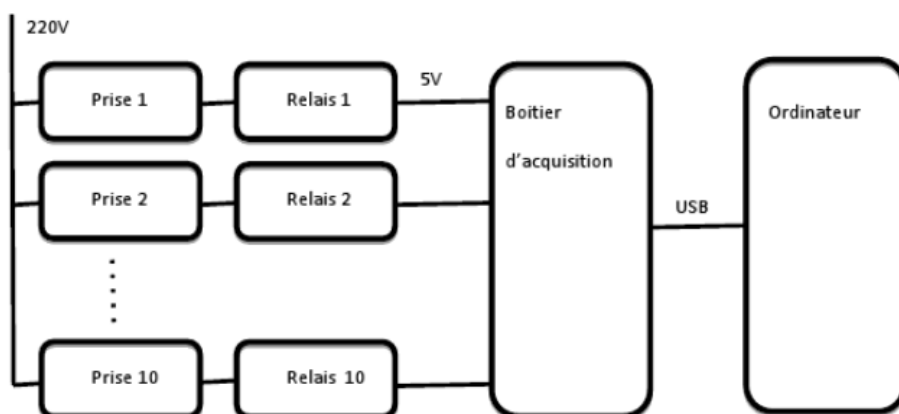 220V
Prise 1
Relais 1
5V
Boitier
d'acquisition
Ordinateur
Prise 2
Relais 2
USB
Prise 10
Relais 10